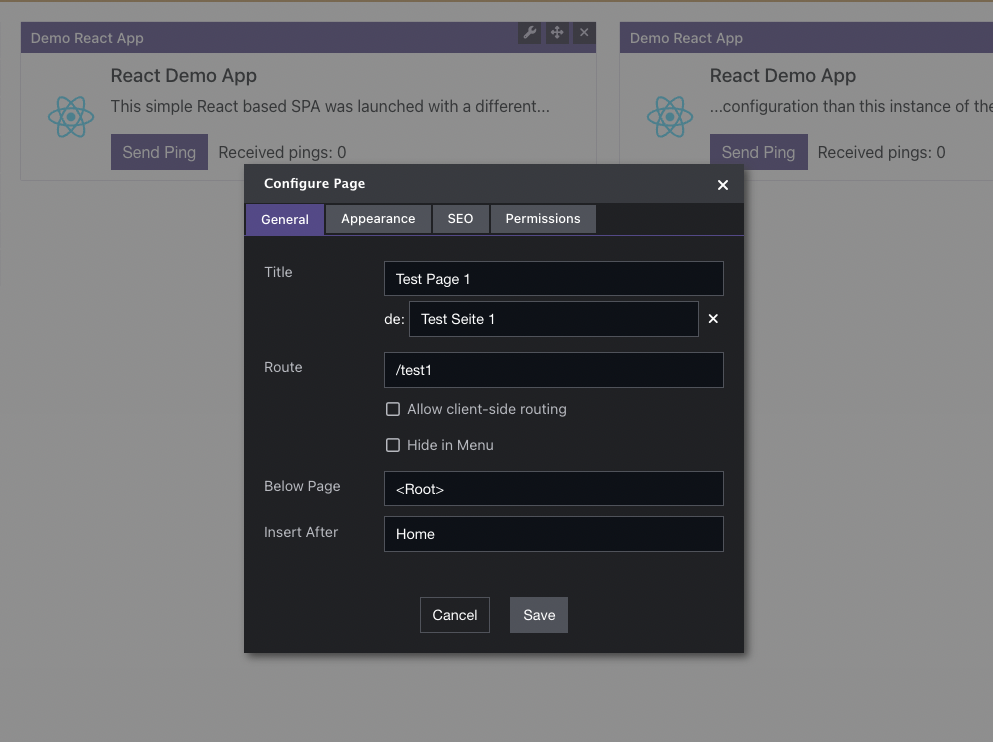 Demo React App
React Demo App
This simple React based SPA was launched with a different...
Send Ping Received pings: 0
Demo React App
React Demo App
...configuration than this instance of the
Send Ping Received pings: 0
Configure Page
General Appearance SEO Permissions
Title Test Page 1
de: Test Seite 1
Route /test1
Allow client-side routing
Hide in Menu
Below Page <Root>
Insert After Home
Cancel Save